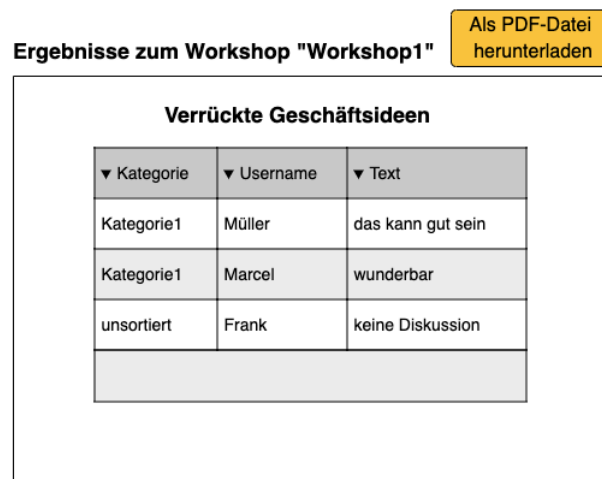 Als PDF-Datei
herunterladen
Ergebnisse zum Workshop "Workshop1"
Verrückte Geschäftsideen
▼ Kategorie ▼ Username ▼ Text
Kategorie1 Müller das kann gut sein
Kategorie1 Marcel wunderbar
unsortiert Frank keine Diskussion